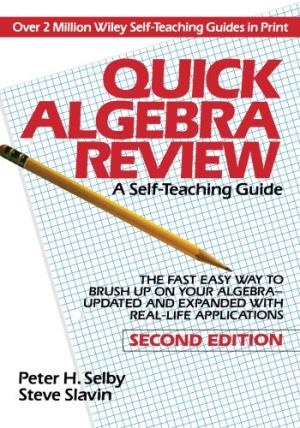 Over 2 Million Wiley Self-Teaching Guides in Print
QUICK
ALGEBRA
REVIEW
A Self-Teaching Guide
THE FAST EASY WAY TO
BRUSH UP ON YOUR ALGEBRA—
UPDATED AND EXPANDED WITH
REAL-LIFE APPLICATIONS
SECOND EDITION
Peter H. Selby
Steve Slavin